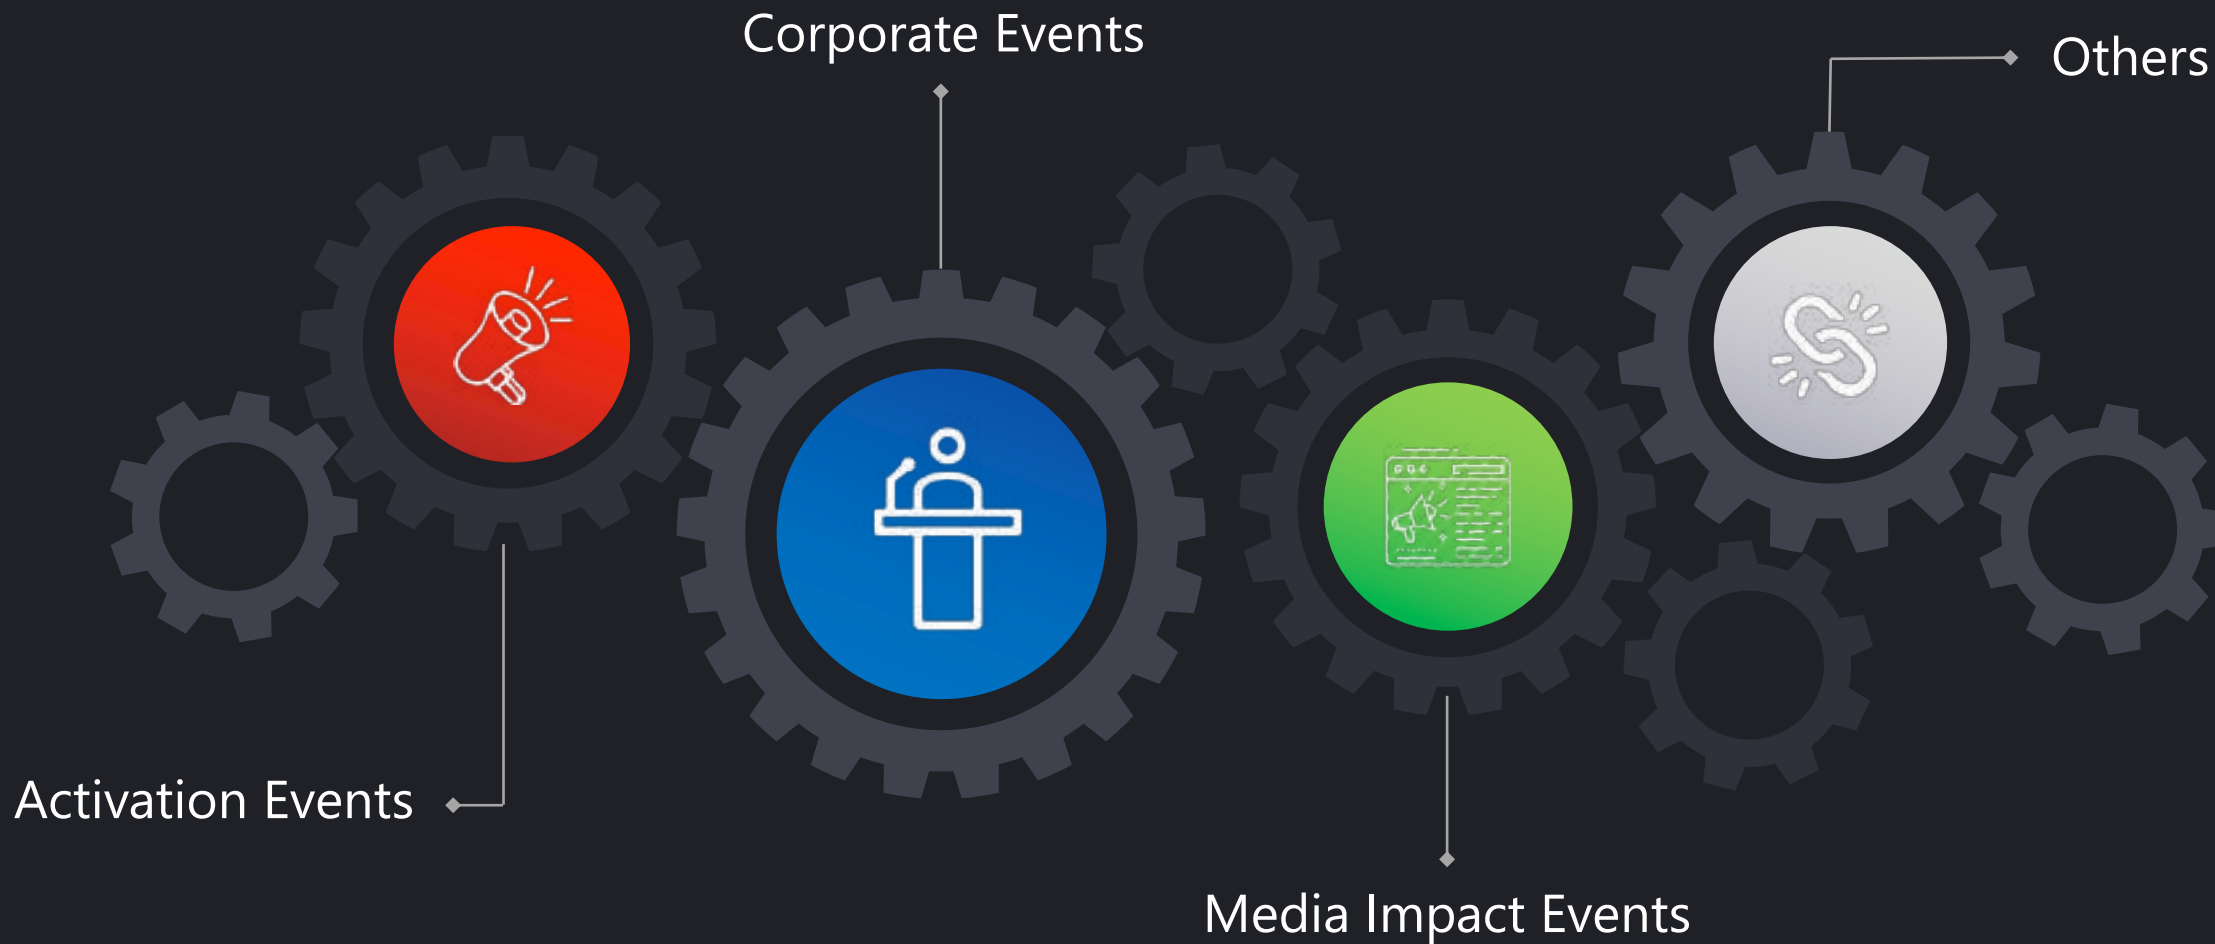 Corporate Events
Others
Activation Events
Media Impact Events